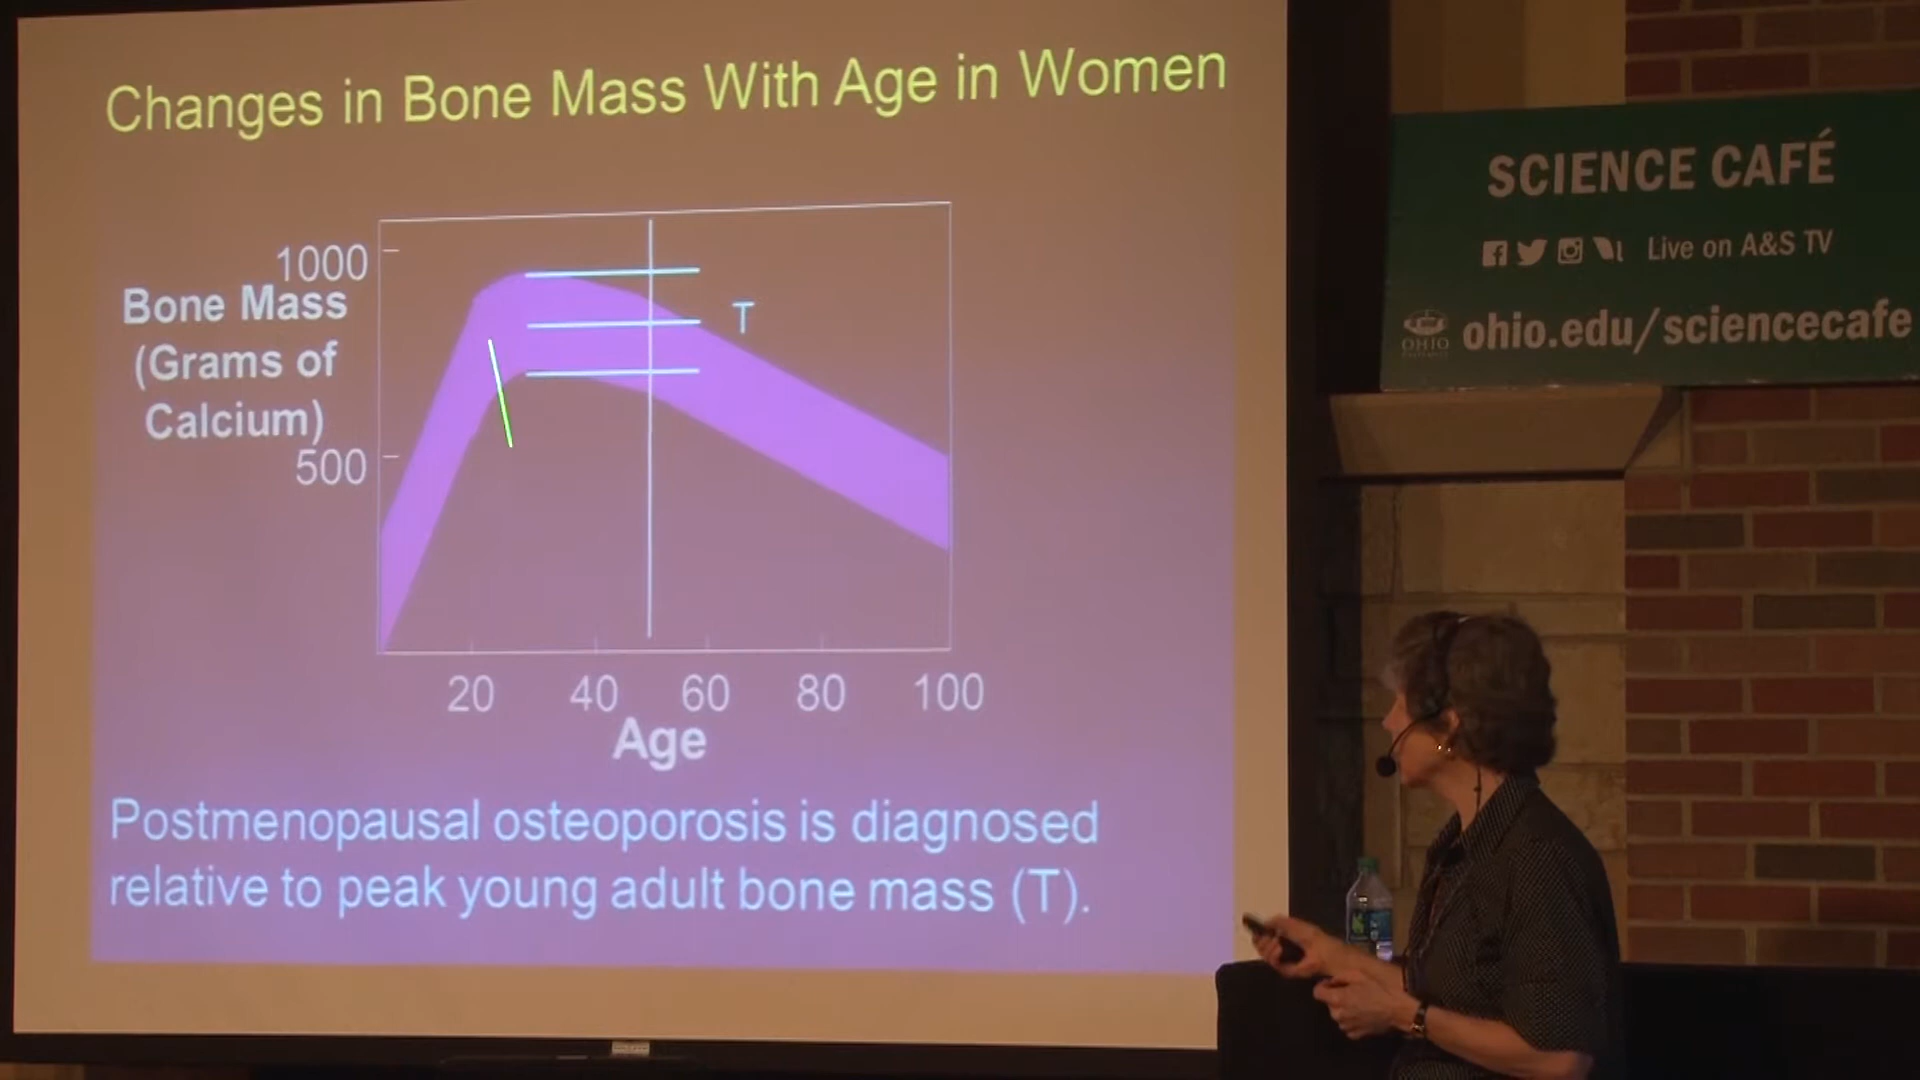 Changes in Bone Mass With Age in Women
1000
Bone Mass
(Grams of
Calcium)
500
T
20 40 60 80 100
Age
Postmenopausal osteoporosis is diagnosed
relative to peak young adult bone mass (T).
SCIENCE CAFÉ
Live on A&S TV
OHIO
ohio.edu/sciencecafe